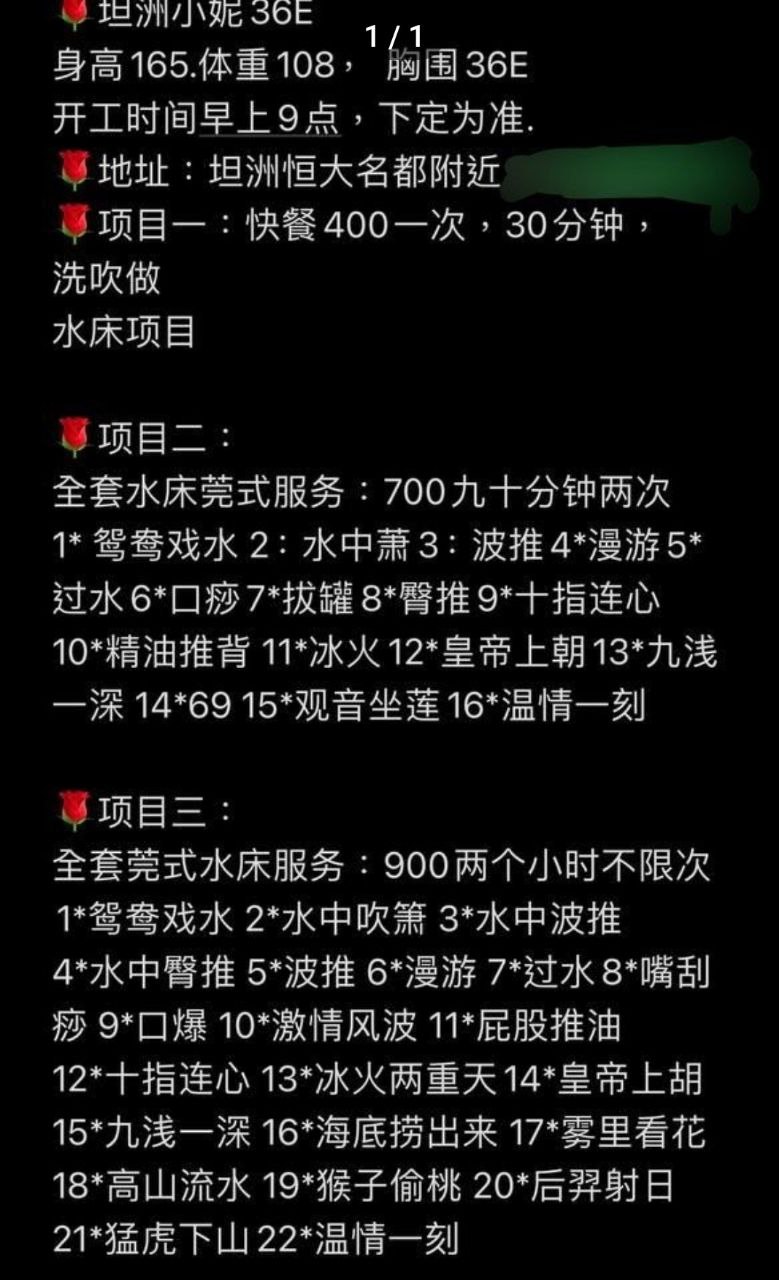 坦洲小妮36E
1 / 1
身高165.体重108， 胸围36E
开工时间早上9点，下定为准.
🌹地址：坦洲恒大名都附近
🌹项目一：快餐400一次，30分钟，
洗吹做
水床项目
🌹项目二：
全套水床莞式服务：700九十分钟两次
1* 鸳鸯戏水 2：水中萧3：波推4*漫游5*
过水6*口痧7*拔罐8*臀推9*十指连心
10*精油推背 11*冰火12*皇帝上朝13*九浅
一深 14*69 15*观音坐莲16*温情一刻
🌹项目三：
全套莞式水床服务：900两个小时不限次
1*鸳鸯戏水 2*水中吹箫 3*水中波推
4*水中臀推 5*波推 6*漫游 7*过水8*嘴刮
痧 9*口爆 10*激情风波 11*屁股推油
12*十指连心 13*冰火两重天14*皇帝上胡
15*九浅一深 16*海底捞出来 17*雾里看花
18*高山流水 19*猴子偷桃 20*后羿射日
21*猛虎下山22*温情一刻